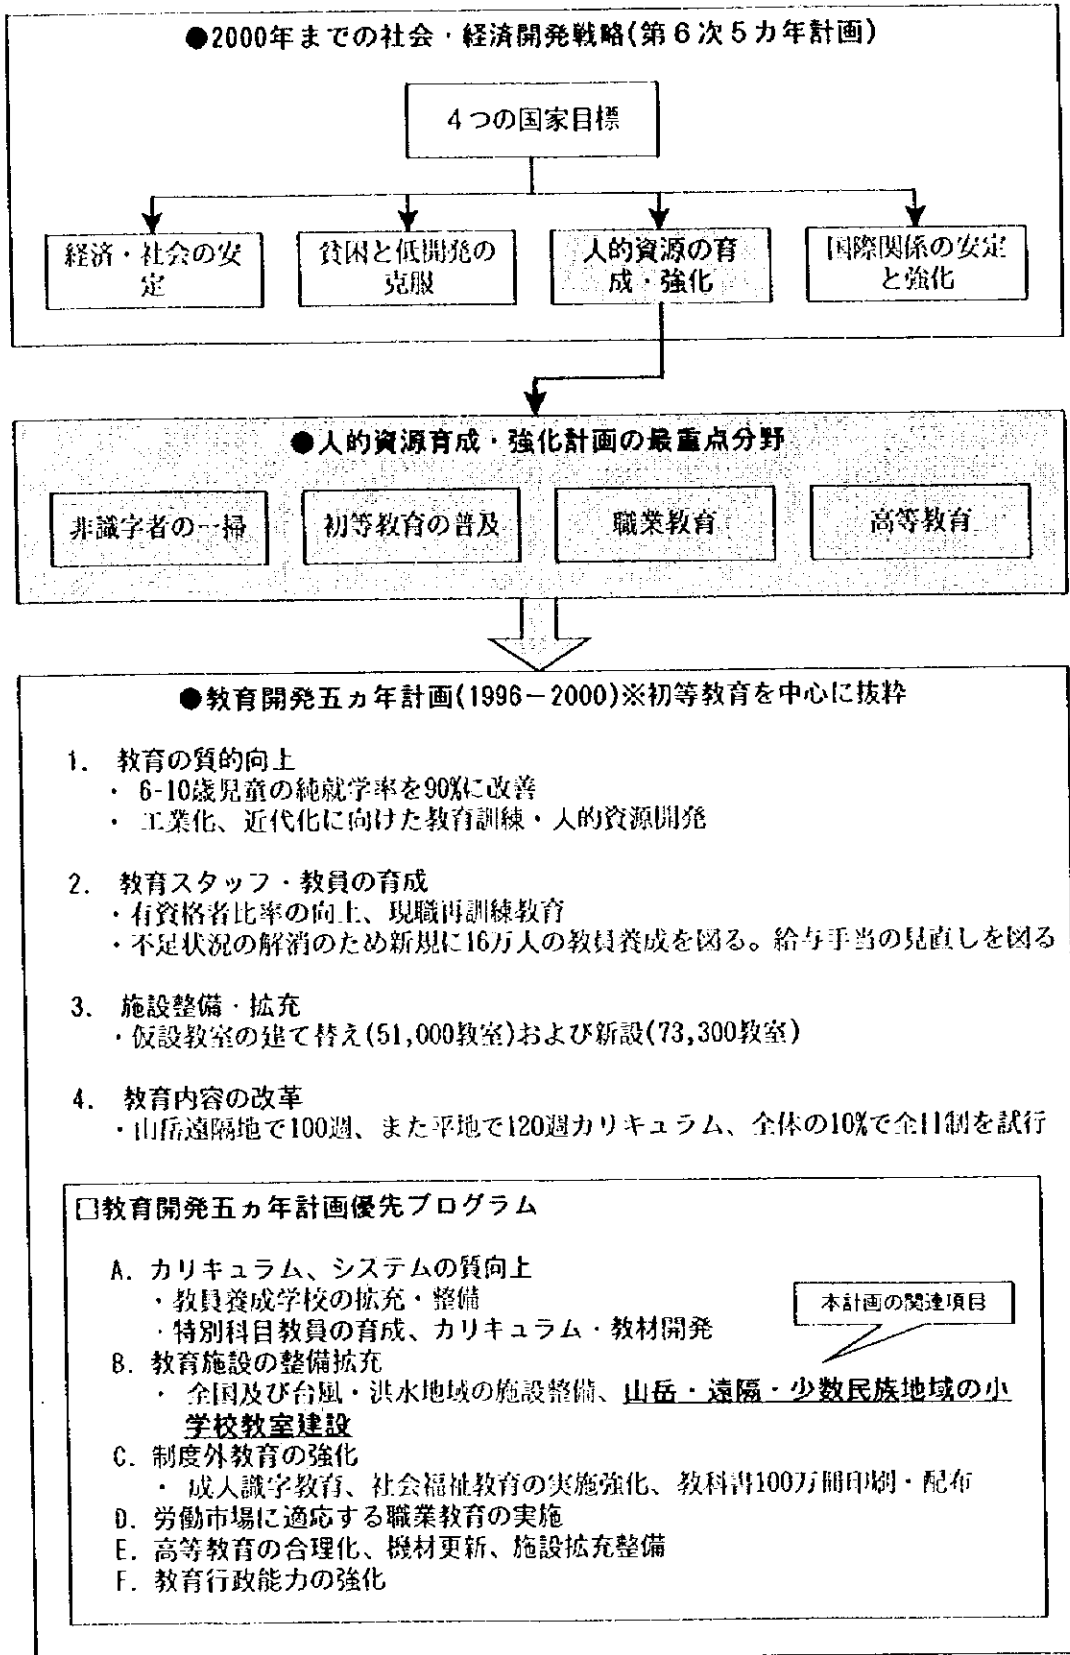 ●2000年までの社会・経済開発戦略(第6次5カ年計画)
4つの国家目標
経済・社会の安
定
貧困と低開発の
克服
人的資源の育
成・強化
国際関係の安定
と強化
●人的資源育成・強化計画の最重点分野
非識字者の一掃
初等教育の普及
職業教育
高等教育
●教育開発五ヵ年計画(1996－2000)※初等教育を中心に抜粋
1. 教育の質的向上
・ 6-10歳児童の純就学率を90%に改善
・ 工業化、近代化に向けた教育訓練・人的資源開発
2. 教育スタッフ・教員の育成
・有資格者比率の向上、現職再訓練教育
・不足状況の解消のため新規に16万人の教員養成を図る。給与手当の見直しを図る
3. 施設整備・拡充
・仮設教室の建て替え(51,000教室)および新設(73,300教室)
4. 教育内容の改革
・山岳遠隔地で100週、また平地で120週カリキュラム、全体の10%で全日制を試行
□教育開発五ヵ年計画優先プログラム
A. カリキュラム、システムの質向上
・教員養成学校の拡充・整備
・特別科目教員の育成、カリキュラム・教材開発
本計画の関連項目
B. 教育施設の整備拡充
・ 全国及び台風・洪水地域の施設整備、山岳・遠隔・少数民族地域の小
学校教室建設
C. 制度外教育の強化
・ 成人識字教育、社会福祉教育の実施強化、教科書100万冊印刷・配布
D. 労働市場に適応する職業教育の実施
E. 高等教育の合理化、機材更新、施設拡充整備
F. 教育行政能力の強化